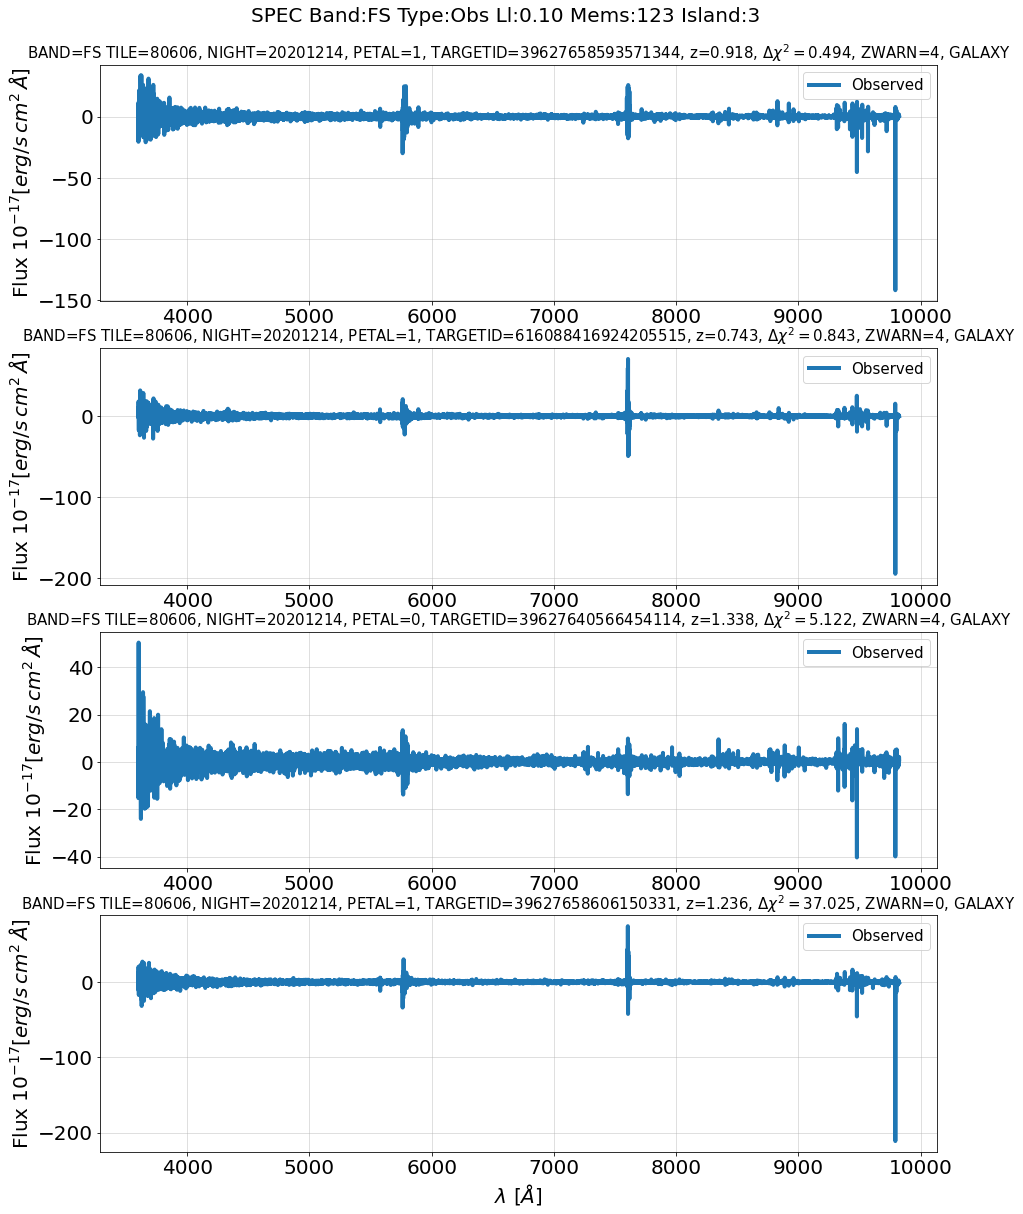 SPEC Band:FS Type:Obs Ll:0.10 Mems:123 Island:3
BAND=FS TILE=80606, NIGHT=20201214, PETAL=1, TARGETID=39627658593571344, z=0.918, Δχ²=0.494, ZWARN=4, GALAXY
Observed
Flux 10⁻¹⁷[erg/s cm² Å]
0
−50
−100
−150
4000 5000 6000 7000 8000 9000 10000
BAND=FS TILE=80606, NIGHT=20201214, PETAL=1, TARGETID=616088416924205515, z=0.743, Δχ²=0.843, ZWARN=4, GALAXY
Observed
Flux 10⁻¹⁷[erg/s cm² Å]
0
−100
−200
4000 5000 6000 7000 8000 9000 10000
BAND=FS TILE=80606, NIGHT=20201214, PETAL=0, TARGETID=39627640566454114, z=1.338, Δχ²=5.122, ZWARN=4, GALAXY
Observed
Flux 10⁻¹⁷[erg/s cm² Å]
40
20
0
−20
−40
4000 5000 6000 7000 8000 9000 10000
BAND=FS TILE=80606, NIGHT=20201214, PETAL=1, TARGETID=39627658606150331, z=1.236, Δχ²=37.025, ZWARN=0, GALAXY
Observed
Flux 10⁻¹⁷[erg/s cm² Å]
0
−100
−200
4000 5000 6000 7000 8000 9000 10000
λ [Å]